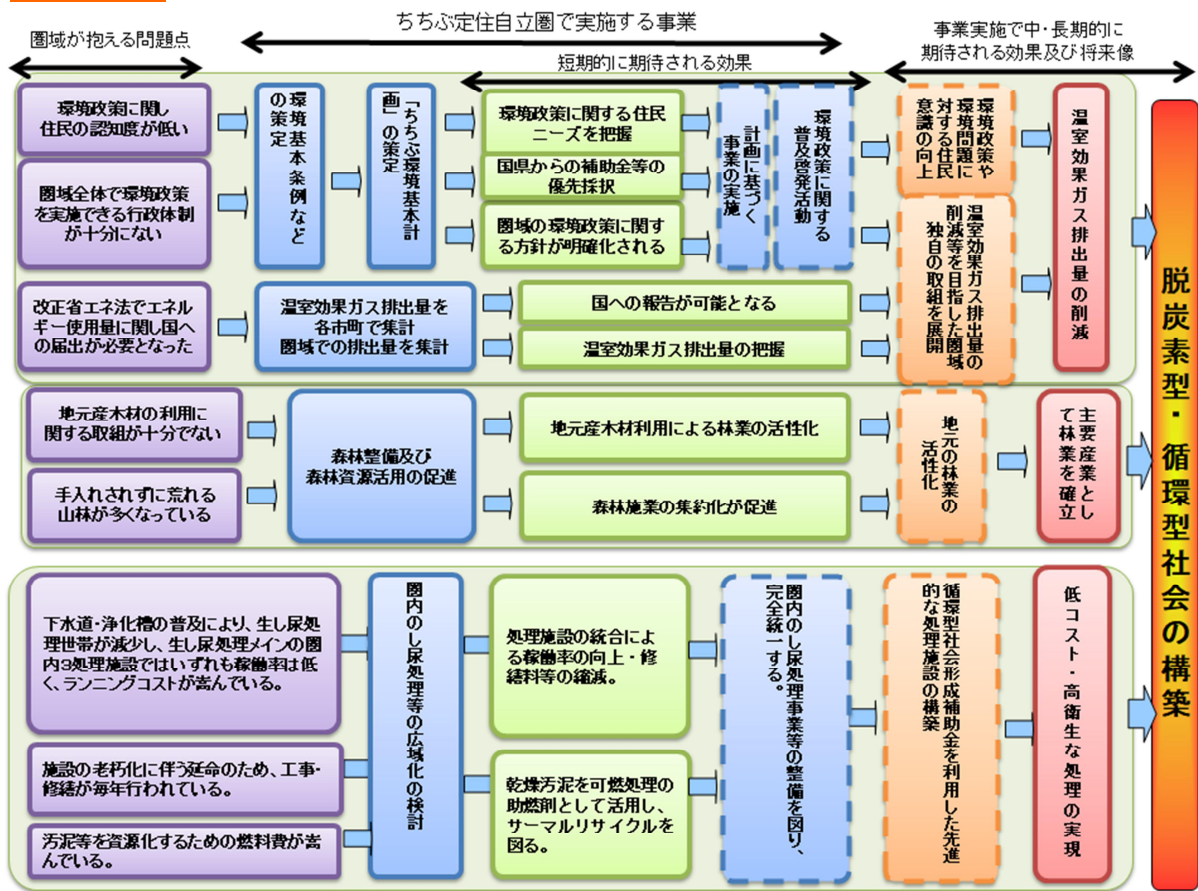 圏域が抱える問題点
ちちぶ定住自立圏で実施する事業
短期的に期待される効果
事業実施で中・長期的に
期待される効果及び将来像
環境政策に関し
住民の認知度が低い
圏域全体で環境政策
を実施できる行政体制
が十分にない
環境基本条例など
の策定
「ちちぶ環境基本計
画」の策定
環境政策に関する住民
ニーズを把握
国県からの補助金等の
優先採択
圏域の環境政策に関す
る方針が明確化される
計画に基づく
事業の実施
環境政策に関する
普及啓発活動
環境政策や
環境問題に
対する住民
意識の向上
改正省エネ法でエネル
ギー使用量に関し国へ
の届出が必要となった
温室効果ガス排出量を
各市町で集計
圏域での排出量を集計
国への報告が可能となる
温室効果ガス排出量の把握
温室効果ガス排出量の
削減等を目指した圏域
独自の取組を展開
温室効果ガス排出量の削減
地元産木材の利用に
関する取組が十分でない
手入れされずに荒れる
山林が多くなっている
森林整備及び
森林資源活用の促進
地元産木材利用による林業の活性化
森林施業の集約化が促進
地元の林業の
活性化
主要産業とし
て林業を確立
下水道・浄化槽の普及により、生し尿処
理世帯が減少し、生し尿処理メインの圏
内3処理施設ではいずれも稼働率は低
く、ランニングコストが嵩んでいる。
施設の老朽化に伴う延命のため、工事・
修繕が毎年行われている。
汚泥等を資源化するための燃料費が嵩
んでいる。
圏内のし尿処理等の広域化の検討
処理施設の統合によ
る稼働率の向上・修
繕料等の縮減。
乾燥汚泥を可燃処理の
助燃剤として活用し、
サーマルリサイクルを
図る。
圏内のし尿処理事業等の整備を図り、
完全統一する。
循環型社会形成補助金を利用した先進
的な処理施設の構築
低コスト・高衛生な処理の実現
脱炭素型・循環型社会の構築